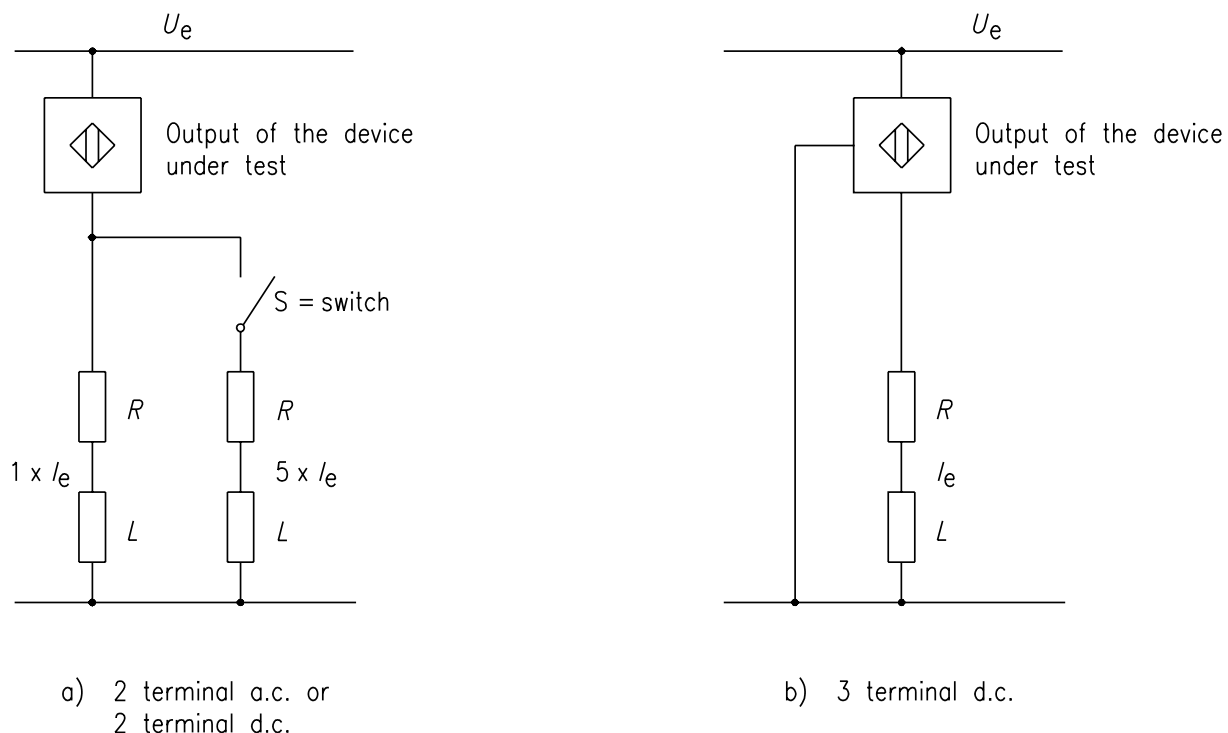 Ue
Output of the device
under test
S = switch
R
R
1 x Ie
5 x Ie
L
L
a) 2 terminal a.c. or
2 terminal d.c.
Ue
Output of the device
under test
R
Ie
L
b) 3 terminal d.c.